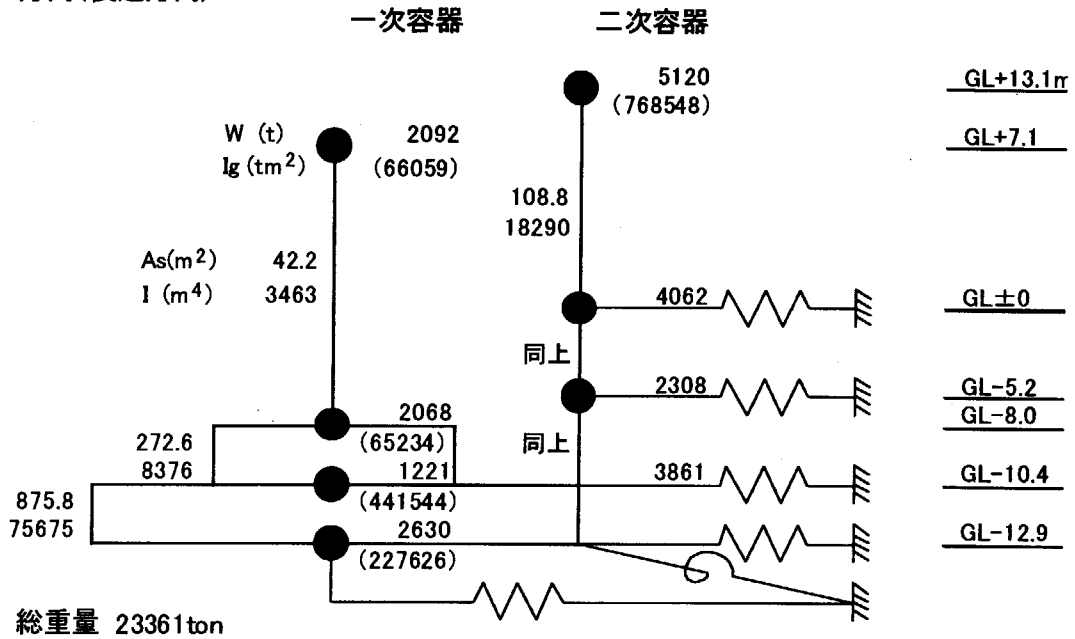 一次容器 二次容器
5120 GL+13.1m
(768548)
W (t) 2092 GL+7.1
Ig (tm2) (66059)
108.8
18290
As(m2) 42.2
I (m4) 3463
4062 GL±0
同上
2308 GL-5.2
2068 GL-8.0
272.6 (65234) 同上
8376 1221 3861 GL-10.4
875.8 (441544)
75675 2630 GL-12.9
(227626)
総重量 23361ton